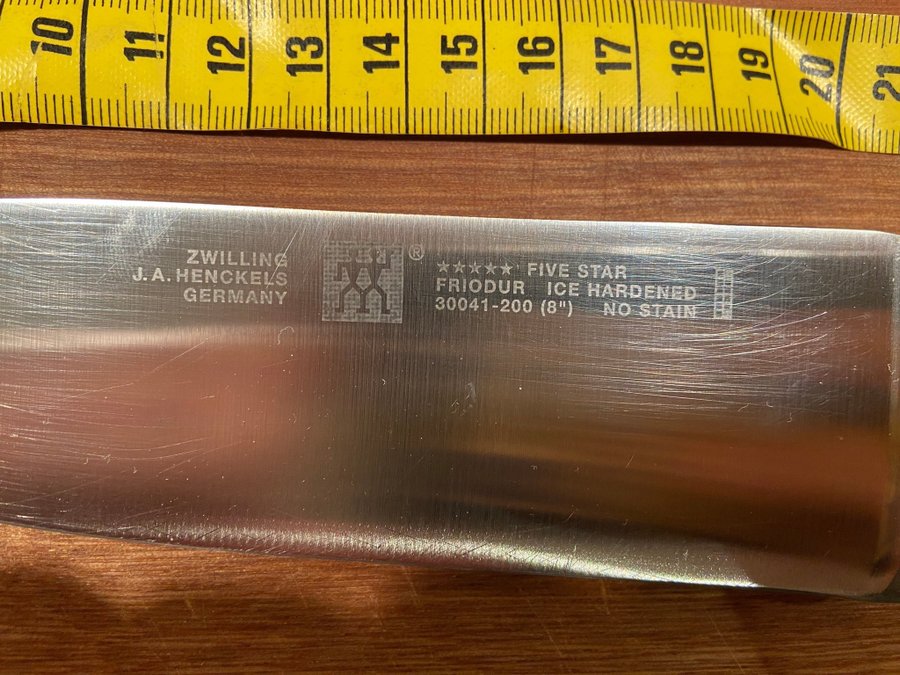 10 11 12 13 14 15 16 17 18 19 20 21
ZWILLING
J.A. HENCKELS
GERMANY
®
★★★★★ FIVE STAR
FRIODUR ICE HARDENED
30041-200 (8") NO STAIN